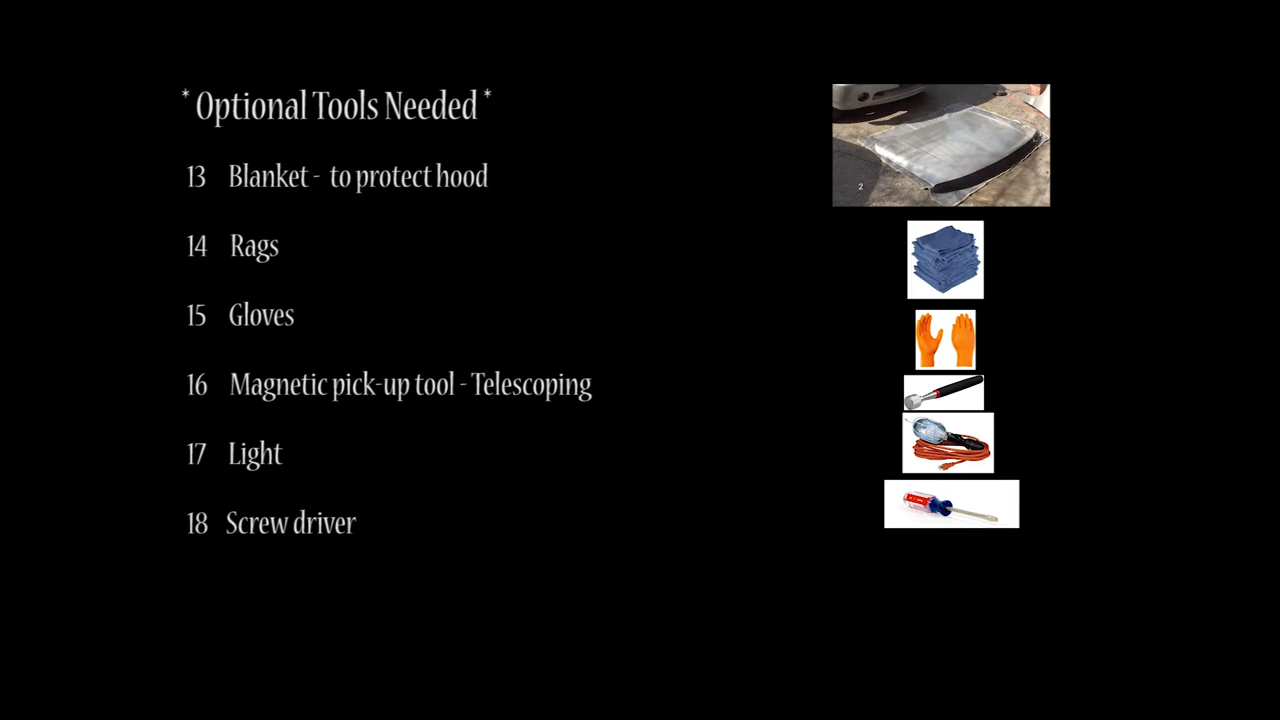 * Optional Tools Needed *
13 Blanket - to protect hood
2
14 Rags
15 Gloves
16 Magnetic pick-up tool - Telescoping
17 Light
18 Screw driver